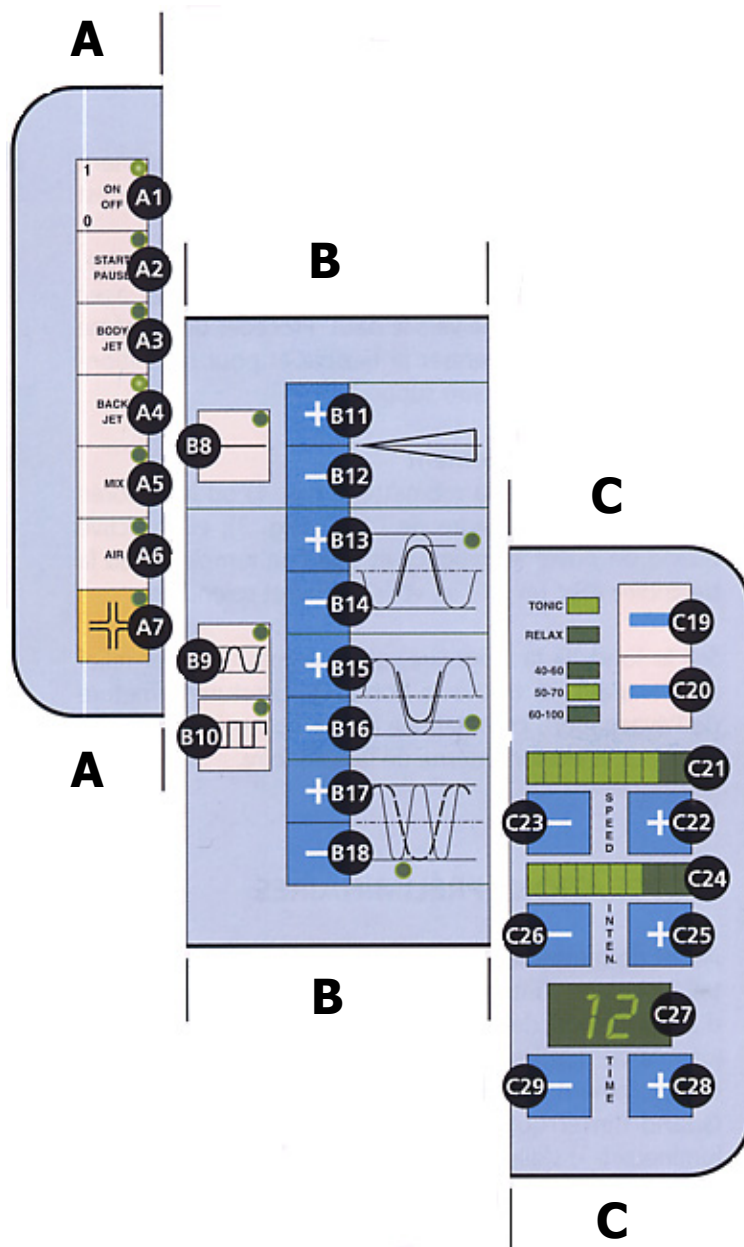 A
1
ON
OFF
0
A1
START
PAUSE
A2
BODY
JET
A3
BACK
JET
A4
MIX
A5
AIR
A6
A7
A
B
B8
B9
B10
+ B11
− B12
+ B13
− B14
+ B15
− B16
+ B17
− B18
B
C
TONIC
RELAX
C19
40-60
50-70
60-100
C20
C21
C23 − SPEED + C22
C24
C26 − INTEN. + C25
12 C27
C29 − TIME + C28
C